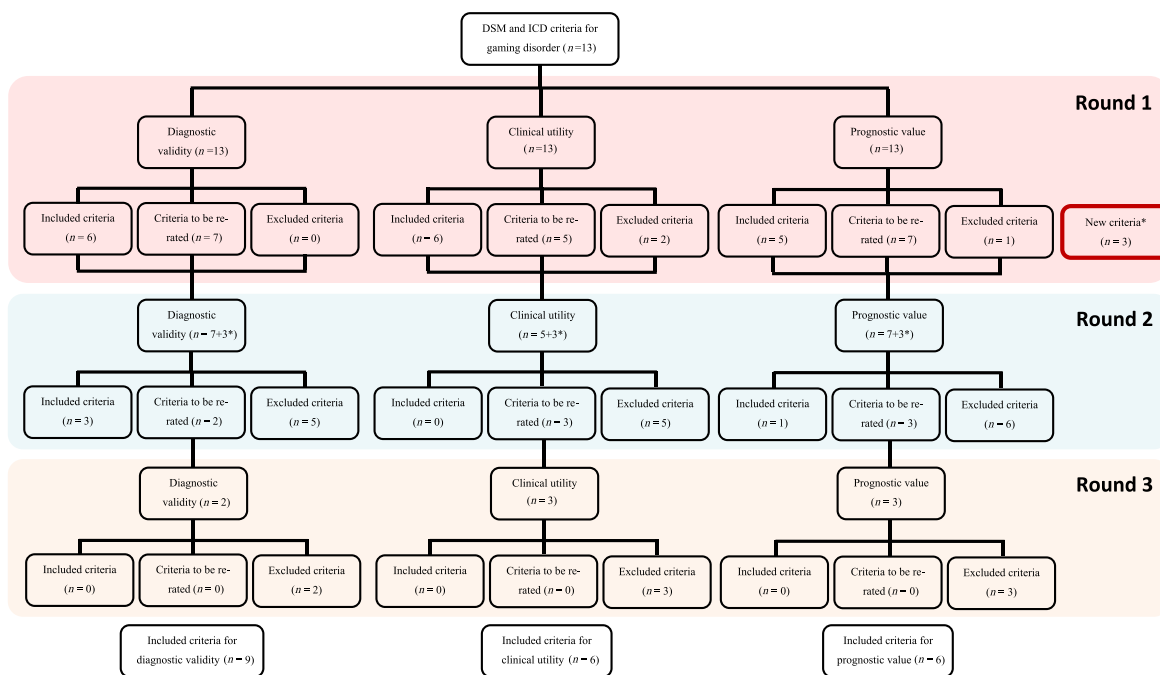 DSM and ICD criteria for
gaming disorder (n=13)
Round 1
Diagnostic
validity (n=13)
Clinical utility
(n=13)
Prognostic value
(n=13)
Included criteria
(n = 6)
Criteria to be re-
rated (n = 7)
Excluded criteria
(n = 0)
Included criteria
(n = 6)
Criteria to be re-
rated (n = 5)
Excluded criteria
(n = 2)
Included criteria
(n = 5)
Criteria to be re-
rated (n = 7)
Excluded criteria
(n = 1)
New criteria*
(n = 3)
Round 2
Diagnostic
validity (n = 7+3*)
Clinical utility
(n = 5+3*)
Prognostic value
(n = 7+3*)
Included criteria
(n = 3)
Criteria to be re-
rated (n = 2)
Excluded criteria
(n = 5)
Included criteria
(n = 0)
Criteria to be re-
rated (n = 3)
Excluded criteria
(n = 5)
Included criteria
(n = 1)
Criteria to be re-
rated (n = 3)
Excluded criteria
(n = 6)
Round 3
Diagnostic
validity (n = 2)
Clinical utility
(n = 3)
Prognostic value
(n = 3)
Included criteria
(n = 0)
Criteria to be re-
rated (n = 0)
Excluded criteria
(n = 2)
Included criteria
(n = 0)
Criteria to be re-
rated (n = 0)
Excluded criteria
(n = 3)
Included criteria
(n = 0)
Criteria to be re-
rated (n = 0)
Excluded criteria
(n = 3)
Included criteria for
diagnostic validity (n = 9)
Included criteria for
clinical utility (n = 6)
Included criteria for
prognostic value (n = 6)